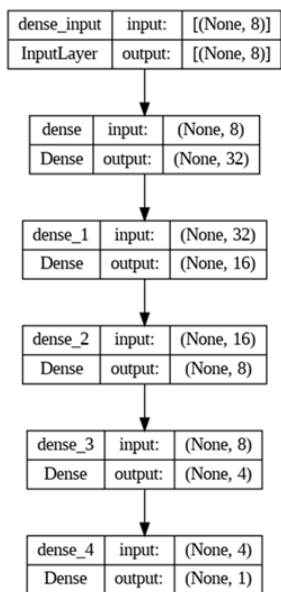 dense_input input: [(None, 8)]
InputLayer output: [(None, 8)]
dense input: (None, 8)
Dense output: (None, 32)
dense_1 input: (None, 32)
Dense output: (None, 16)
dense_2 input: (None, 16)
Dense output: (None, 8)
dense_3 input: (None, 8)
Dense output: (None, 4)
dense_4 input: (None, 4)
Dense output: (None, 1)